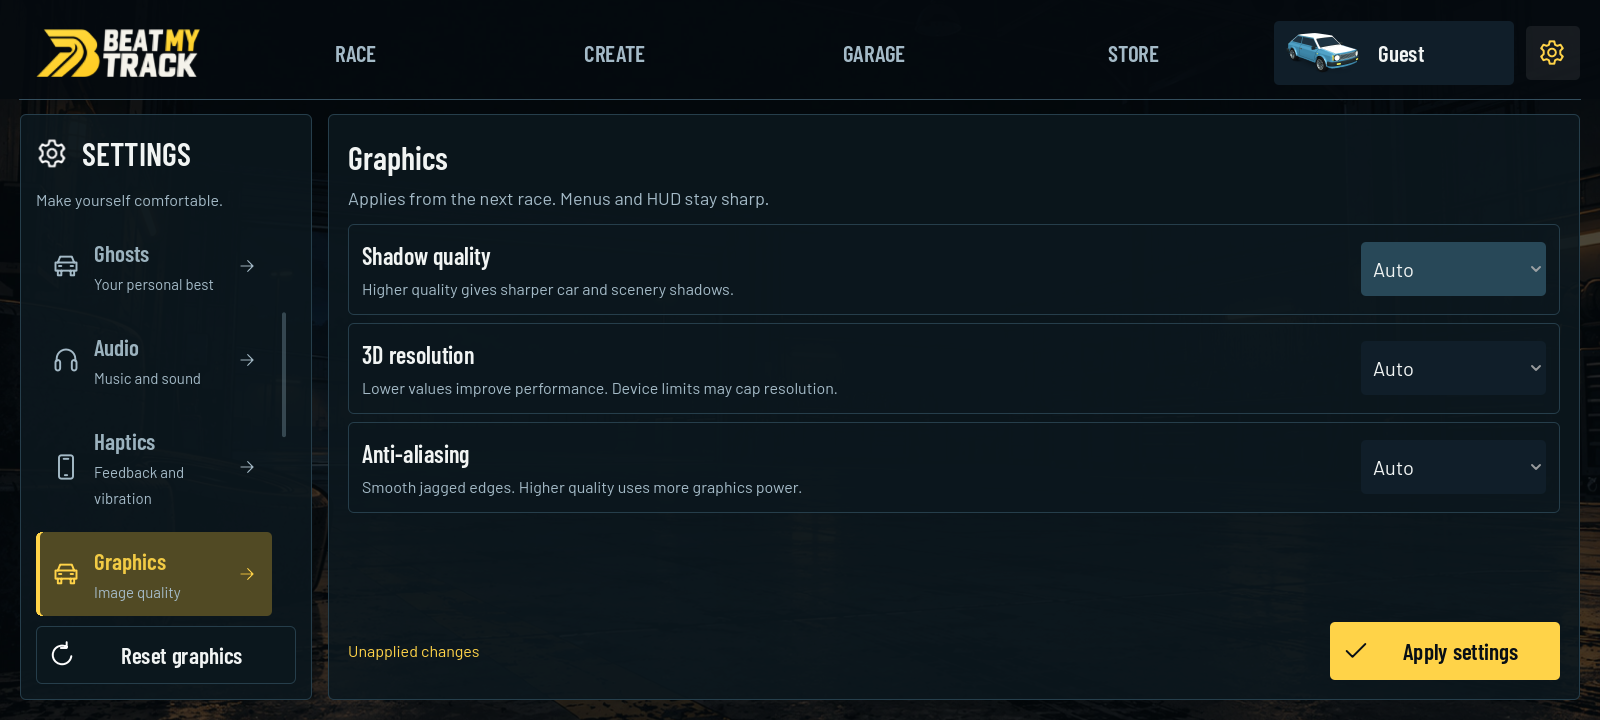 BEATMY
TRACK
RACE
CREATE
GARAGE
STORE
Guest
SETTINGS
Make yourself comfortable.
Ghosts
Your personal best
Audio
Music and sound
Haptics
Feedback and
vibration
Graphics
Image quality
Reset graphics
Graphics
Applies from the next race. Menus and HUD stay sharp.
Shadow quality
Higher quality gives sharper car and scenery shadows.
Auto
3D resolution
Lower values improve performance. Device limits may cap resolution.
Auto
Anti-aliasing
Smooth jagged edges. Higher quality uses more graphics power.
Auto
Unapplied changes
Apply settings